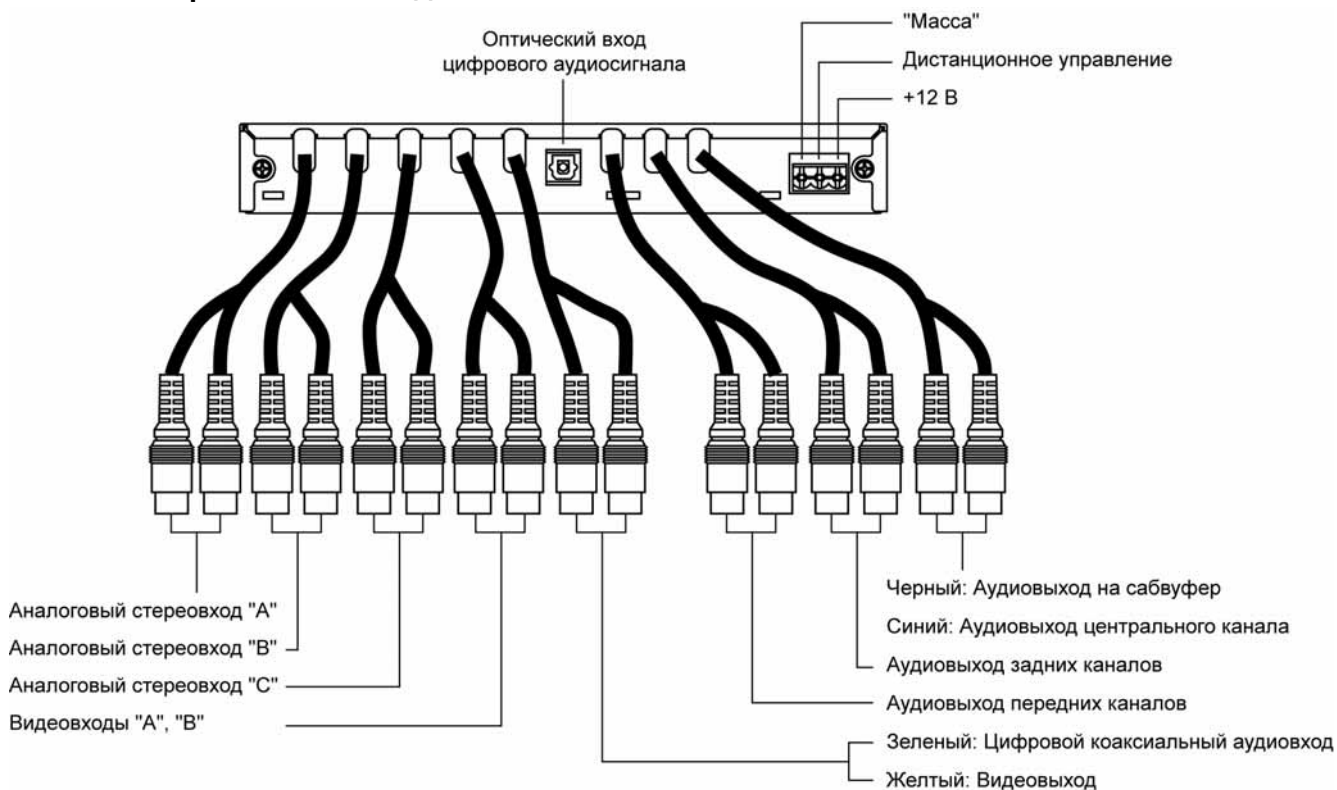 Оптический вход
цифрового аудиосигнала
"Масса"
Дистанционное управление
+12 В
Аналоговый стереовход "А"
Аналоговый стереовход "В"
Аналоговый стереовход "С"
Видеовходы "А", "В"
Черный: Аудиовыход на сабвуфер
Синий: Аудиовыход центрального канала
Аудиовыход задних каналов
Аудиовыход передних каналов
Зеленый: Цифровой коаксиальный аудиовход
Желтый: Видеовыход